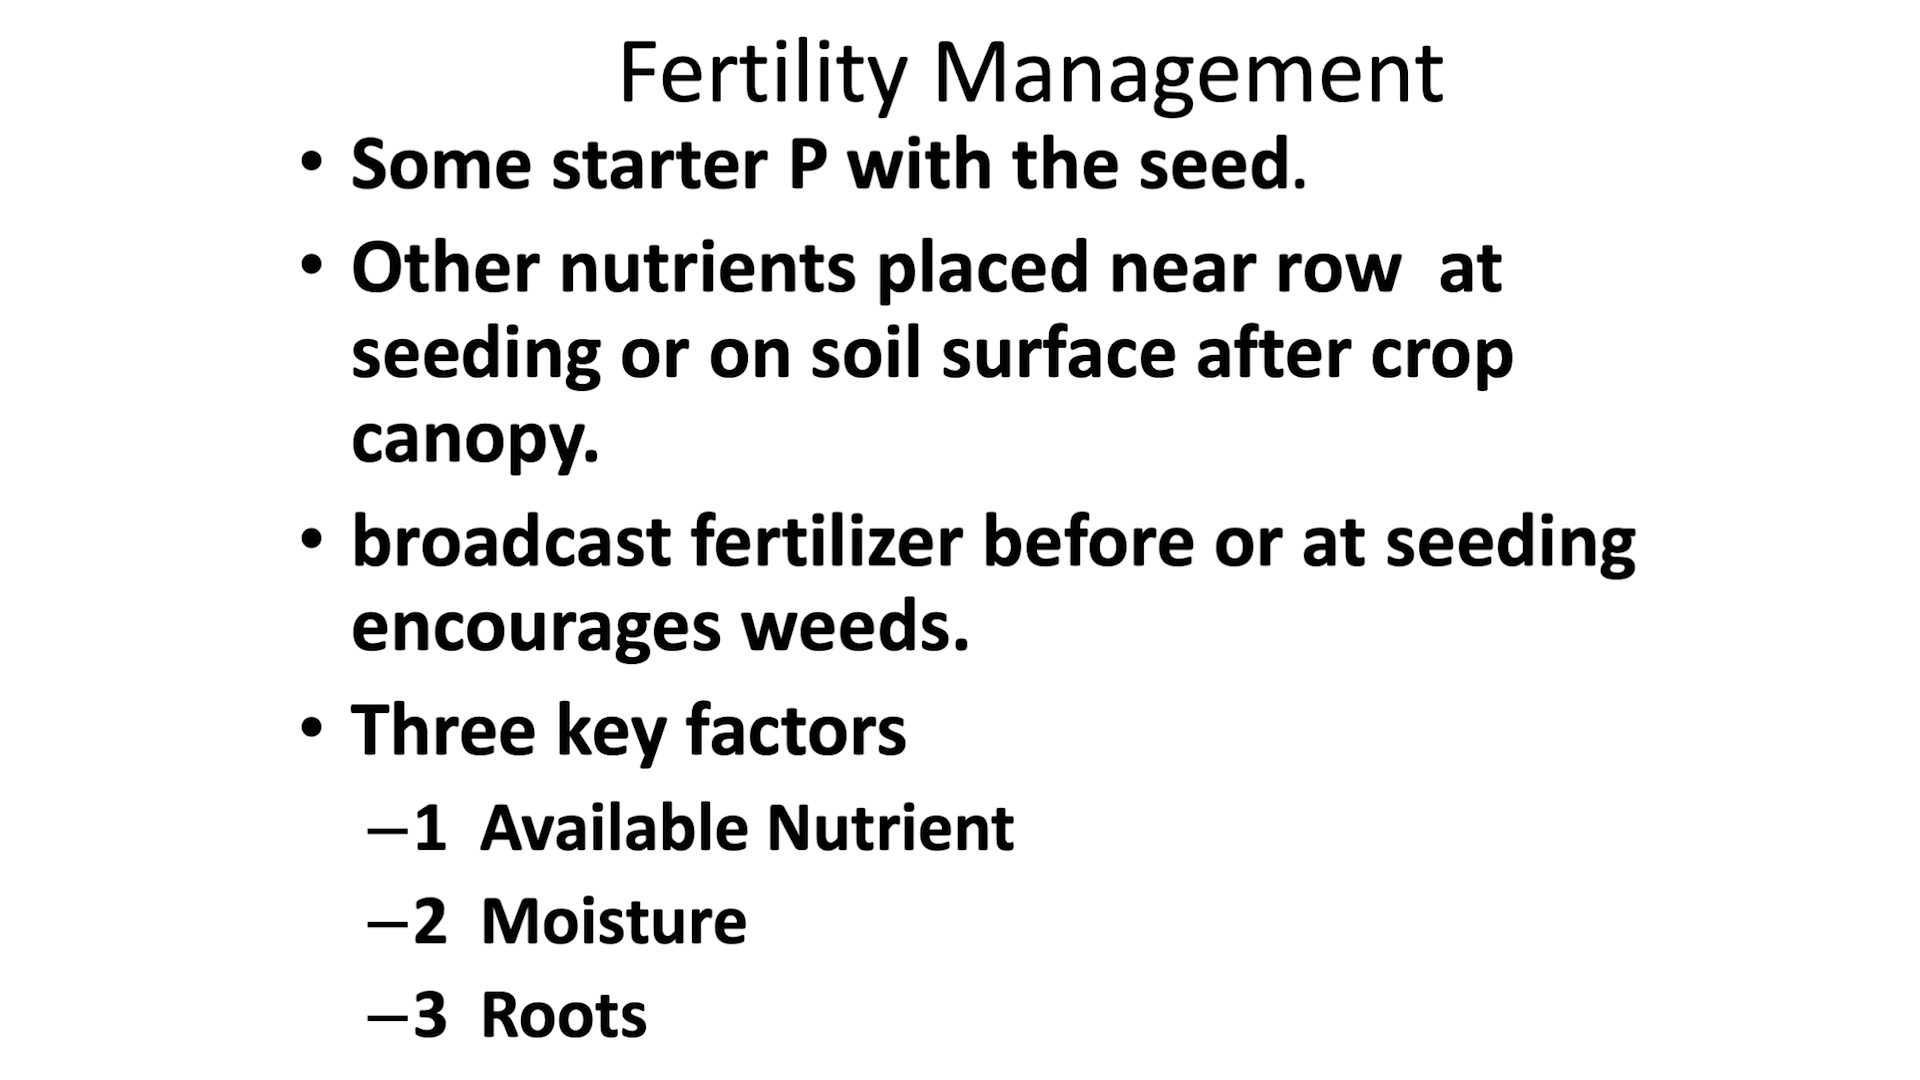 Fertility Management
• Some starter P with the seed.
• Other nutrients placed near row  at
seeding or on soil surface after crop
canopy.
• broadcast fertilizer before or at seeding
encourages weeds.
• Three key factors
–1  Available Nutrient
–2  Moisture
–3  Roots